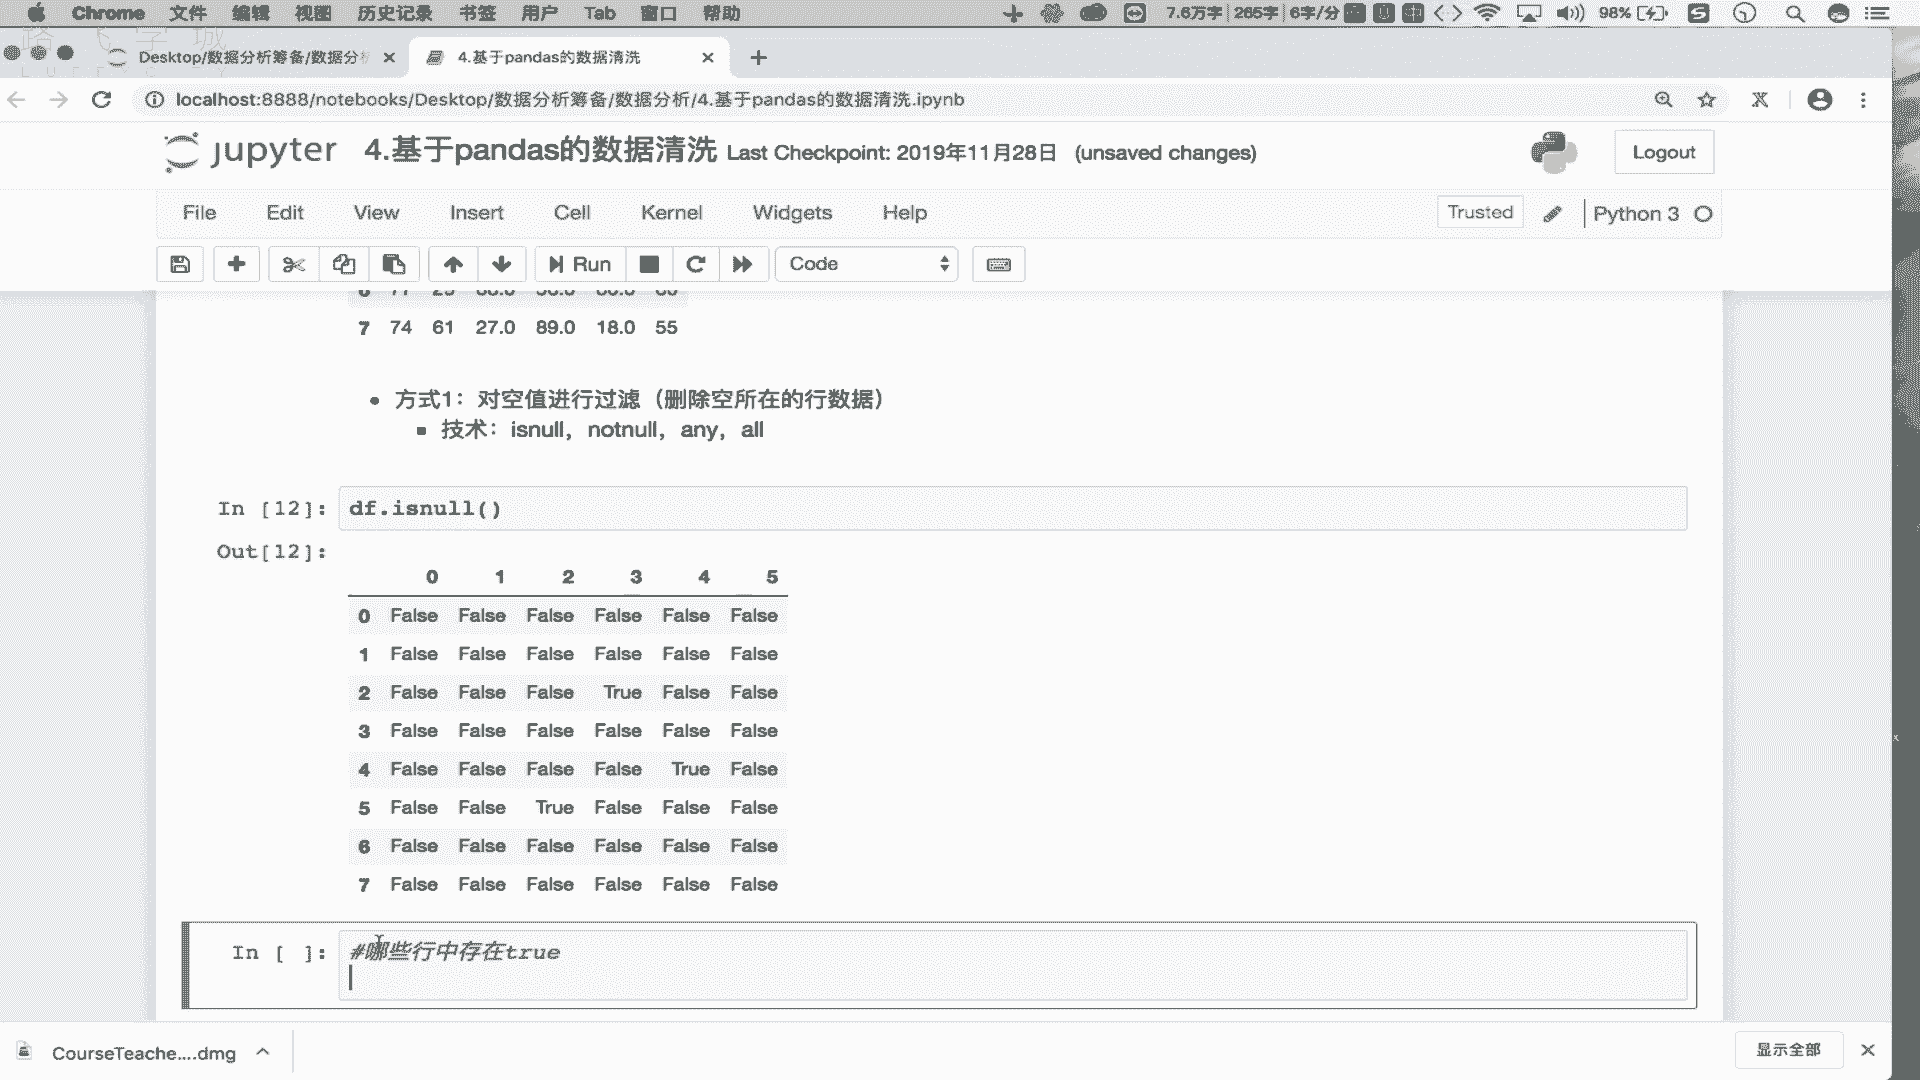 Chrome 文件 编辑 视图 历史记录 书签 用户 Tab 窗口 帮助 7.6万字 265字 6字/分 98%
Desktop/数据分析筹备/数据分析 4.基于pandas的数据清洗
localhost:8888/notebooks/Desktop/数据分析筹备/数据分析/4.基于pandas的数据清洗.ipynb
jupyter 4.基于pandas的数据清洗 Last Checkpoint: 2019年11月28日 (unsaved changes) Logout
File Edit View Insert Cell Kernel Widgets Help Trusted Python 3
Run Code
7 74 61 27.0 89.0 18.0 55
方式1：对空值进行过滤（删除空所在的行数据）
技术：isnull，notnull，any，all
In [12]: df.isnull()
Out[12]:
0 1 2 3 4 5
0 False False False False False False
1 False False False False False False
2 False False False True False False
3 False False False False False False
4 False False False False True False
5 False False True False False False
6 False False False False False False
7 False False False False False False
In [ ]: #哪些行中存在true
CourseTeache....dmg 显示全部